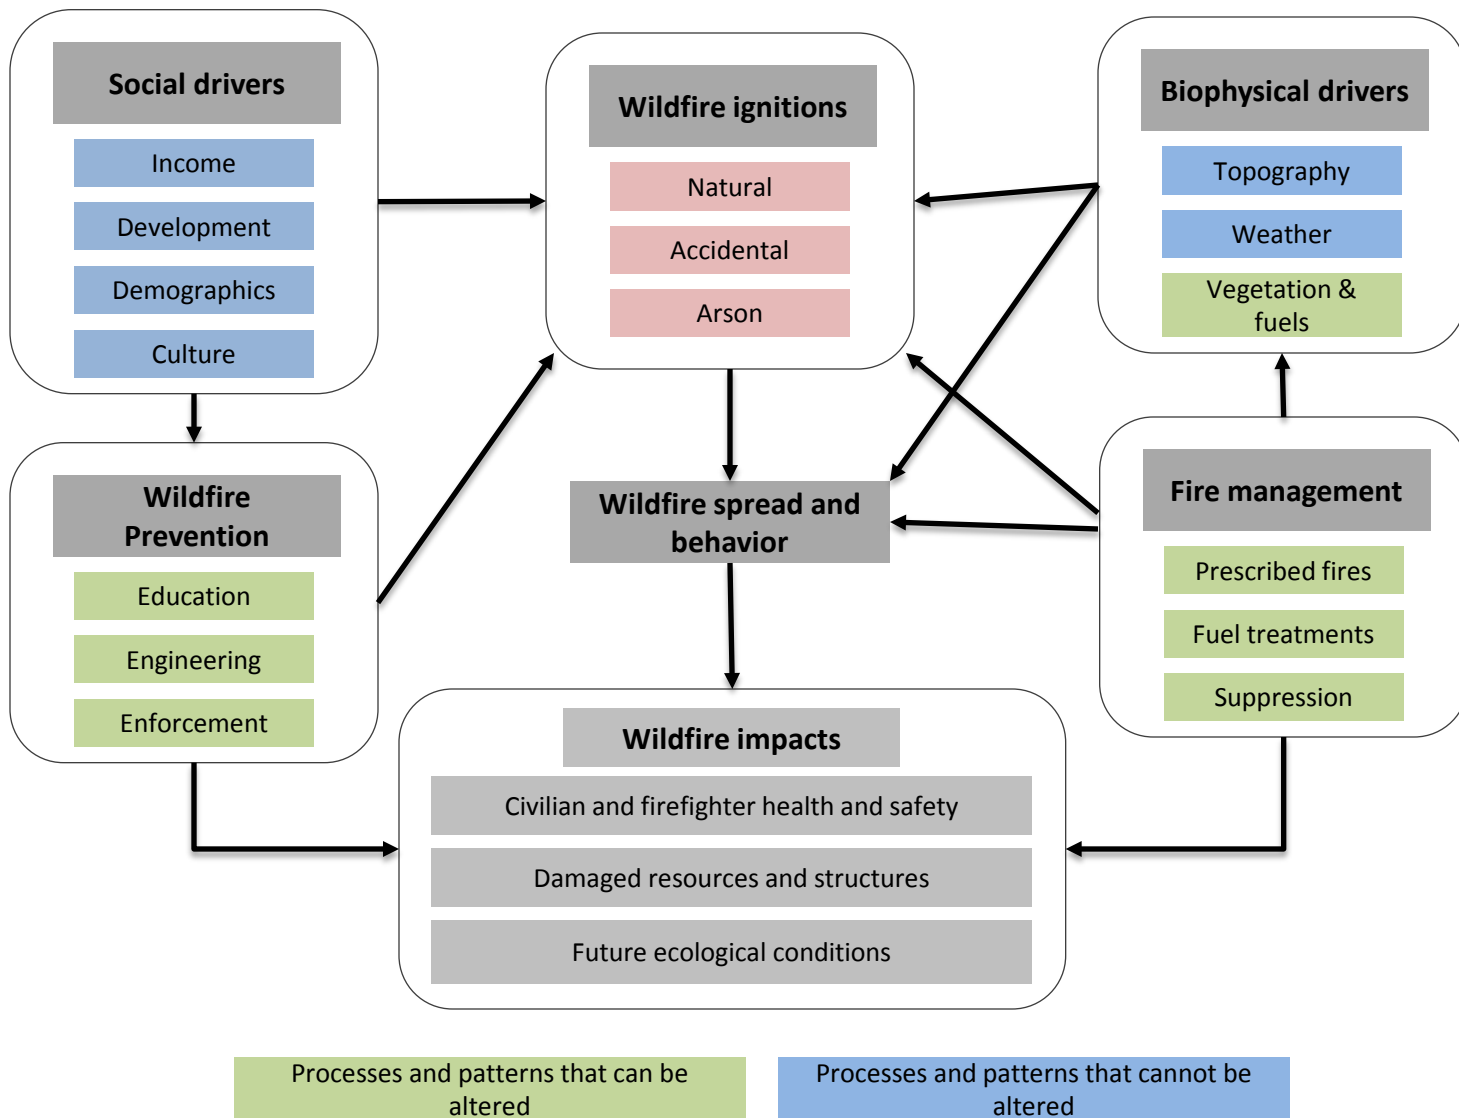 Social drivers
Income
Development
Demographics
Culture
Wildfire ignitions
Natural
Accidental
Arson
Biophysical drivers
Topography
Weather
Vegetation &
fuels
Wildfire
Prevention
Education
Engineering
Enforcement
Wildfire spread and
behavior
Fire management
Prescribed fires
Fuel treatments
Suppression
Wildfire impacts
Civilian and firefighter health and safety
Damaged resources and structures
Future ecological conditions
Processes and patterns that can be
altered
Processes and patterns that cannot be
altered